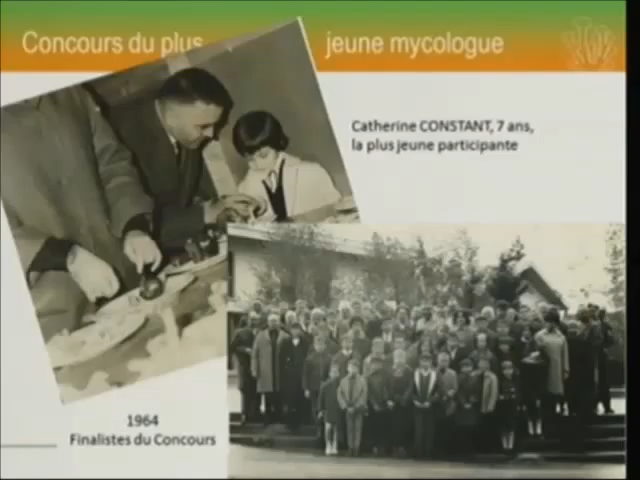 Concours du plus jeune mycologue
Catherine CONSTANT, 7 ans,
la plus jeune participante
1964
Finalistes du Concours